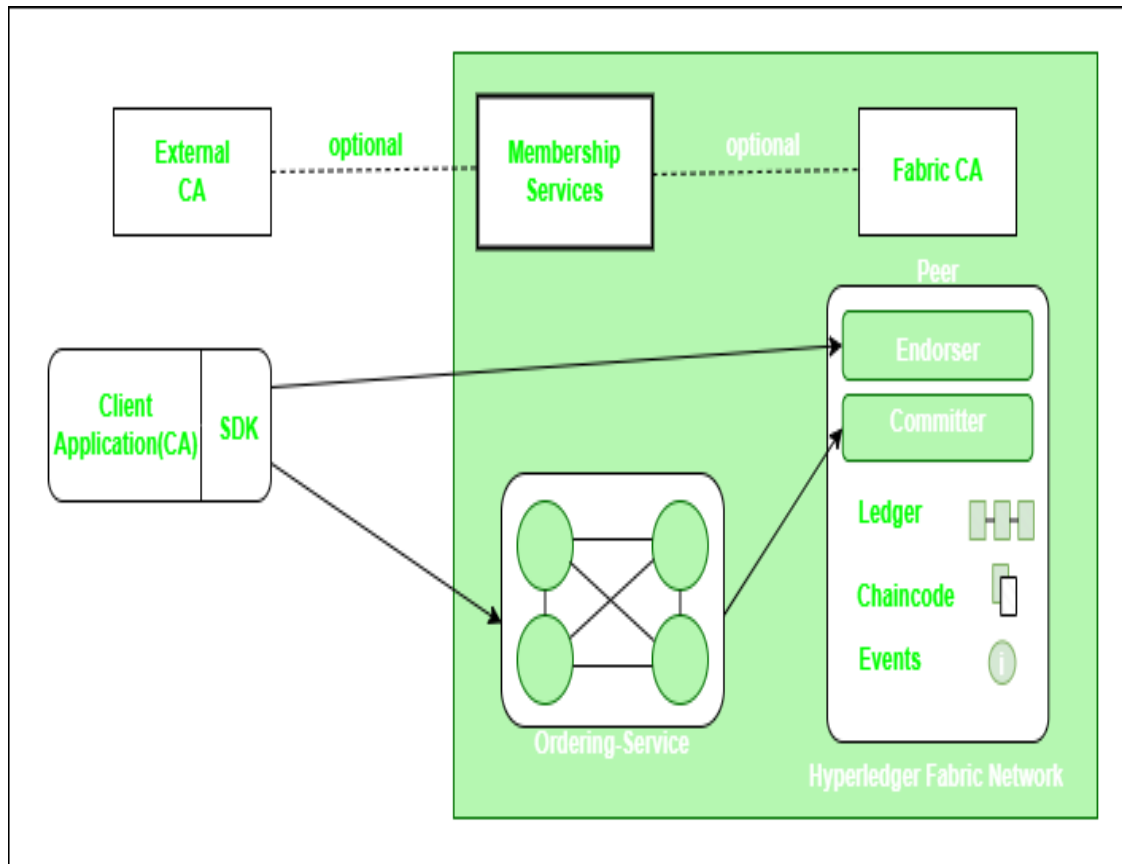 External
CA
optional
Membership
Services
optional
Fabric CA
Peer
Endorser
Committer
Client
Application(CA)
SDK
Ledger
Chaincode
Events
i
Ordering-Service
Hyperledger Fabric Network